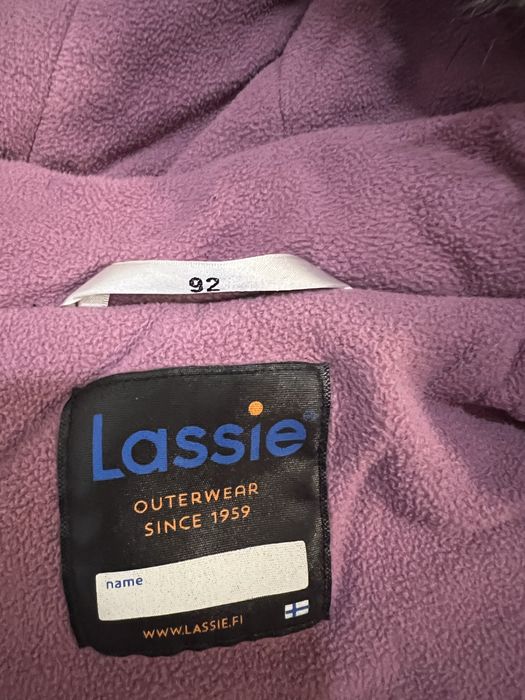 92
Lassie
OUTERWEAR
SINCE 1959
name
WWW.LASSIE.FI